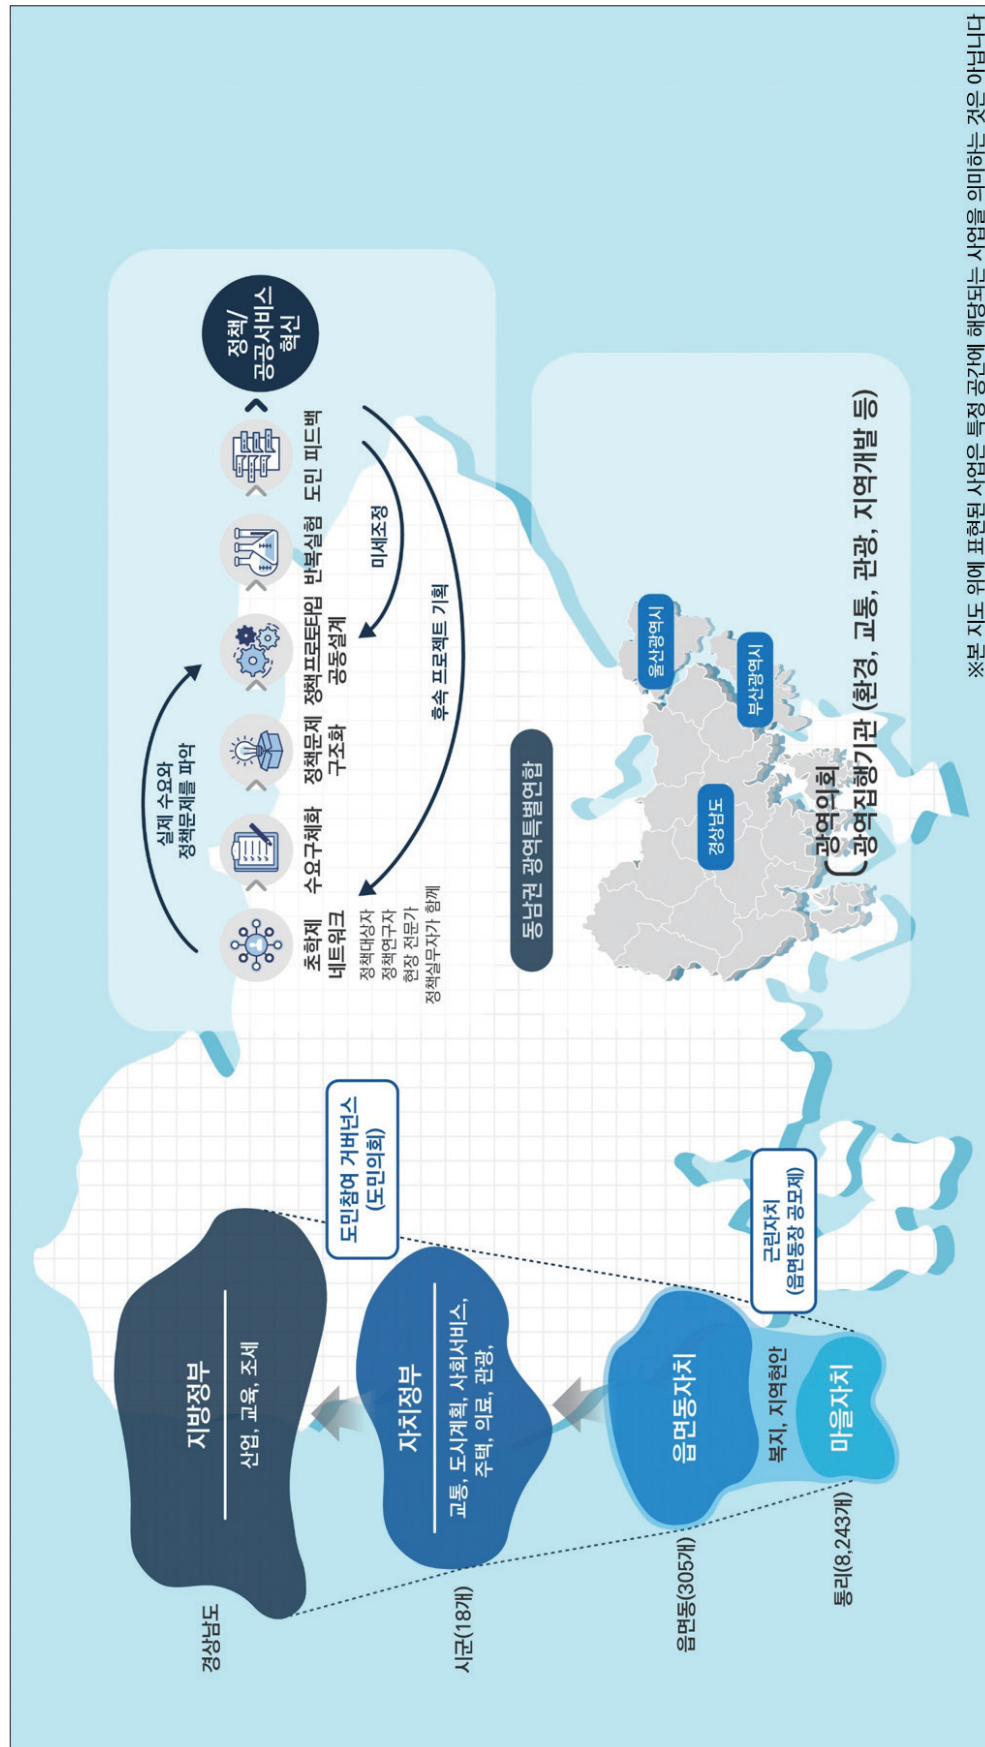 경상남도
지방정부
산업, 교육, 조세
시군(18개)
자치정부
교통, 도시계획, 사회서비스,
주택, 의료, 관광,
읍면동(305개)
읍면동자치
복지, 지역현안
통리(8,243개)
마을자치
도민참여 거버넌스
(도민의회)
근린자치
(읍면동장 공모제)
실제 수요와
정책문제를 파악
초학제
네트워크
정책대상자
정책연구자
현장 전문가
정책실무자가 함께
수요구체화
정책문제
구조화
정책프로토타입
공동설계
반복실험
도민 피드백
정책/
공공서비스
혁신
미세조정
후속 프로젝트 기획
동남권 광역특별연합
울산광역시
부산광역시
경상남도
광역의회
광역집행기관 (환경, 교통, 관광, 지역개발 등)
※본 지도 위에 표현된 사업은 특정 공간에 해당되는 사업을 의미하는 것은 아닙니다